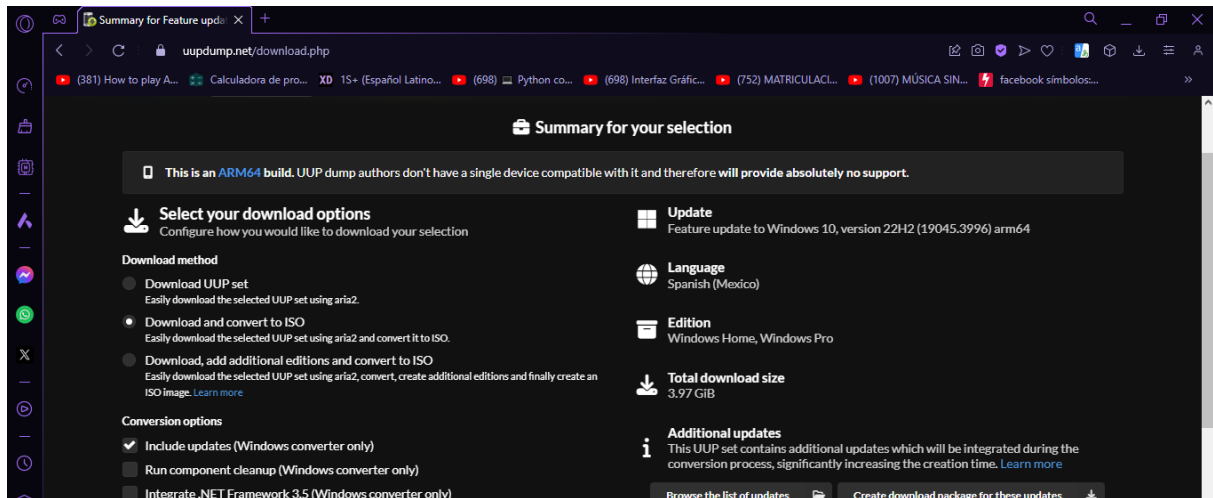 Summary for Feature upda
uupdump.net/download.php
(381) How to play A...
Calculadora de pro...
XD 1S+ (Español Latino...
(698) 💻 Python co...
(698) Interfaz Gráfic...
(752) MATRICULACI...
(1007) MÚSICA SIN...
facebook símbolos:...
Summary for your selection
This is an ARM64 build. UUP dump authors don't have a single device compatible with it and therefore will provide absolutely no support.
Select your download options
Configure how you would like to download your selection
Download method
Download UUP set
Easily download the selected UUP set using aria2.
Download and convert to ISO
Easily download the selected UUP set using aria2 and convert it to ISO.
Download, add additional editions and convert to ISO
Easily download the selected UUP set using aria2, convert, create additional editions and finally create an
ISO image. Learn more
Conversion options
Include updates (Windows converter only)
Run component cleanup (Windows converter only)
Integrate .NET Framework 3.5 (Windows converter only)
Update
Feature update to Windows 10, version 22H2 (19045.3996) arm64
Language
Spanish (Mexico)
Edition
Windows Home, Windows Pro
Total download size
3.97 GiB
Additional updates
This UUP set contains additional updates which will be integrated during the
conversion process, significantly increasing the creation time. Learn more
Browse the list of updates
Create download package for these updates